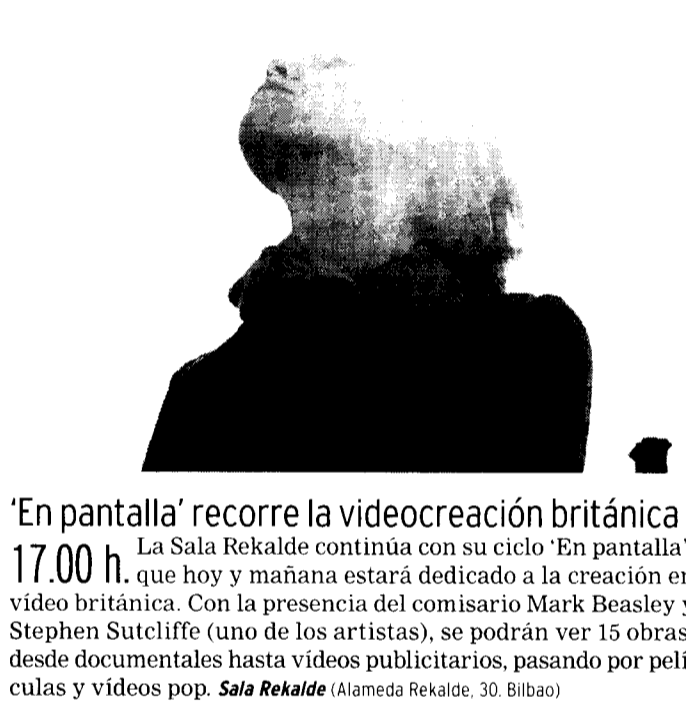 'En pantalla' recorre la videocreación británica
17.00 h. La Sala Rekalde continúa con su ciclo 'En pantalla'
que hoy y mañana estará dedicado a la creación en
vídeo británica. Con la presencia del comisario Mark Beasley y
Stephen Sutcliffe (uno de los artistas), se podrán ver 15 obras
desde documentales hasta vídeos publicitarios, pasando por pelí
culas y vídeos pop. Sala Rekalde (Alameda Rekalde, 30. Bilbao)